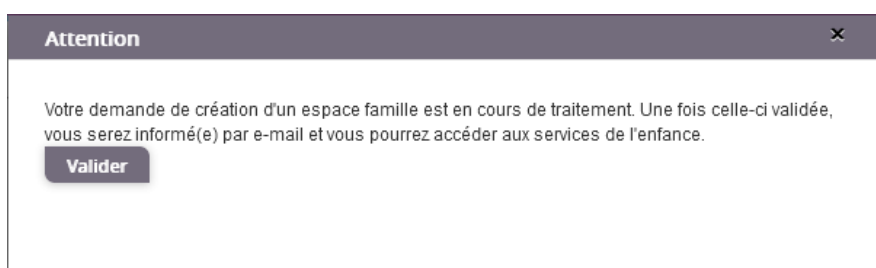 Attention
Votre demande de création d'un espace famille est en cours de traitement. Une fois celle-ci validée,
vous serez informé(e) par e-mail et vous pourrez accéder aux services de l'enfance.
Valider